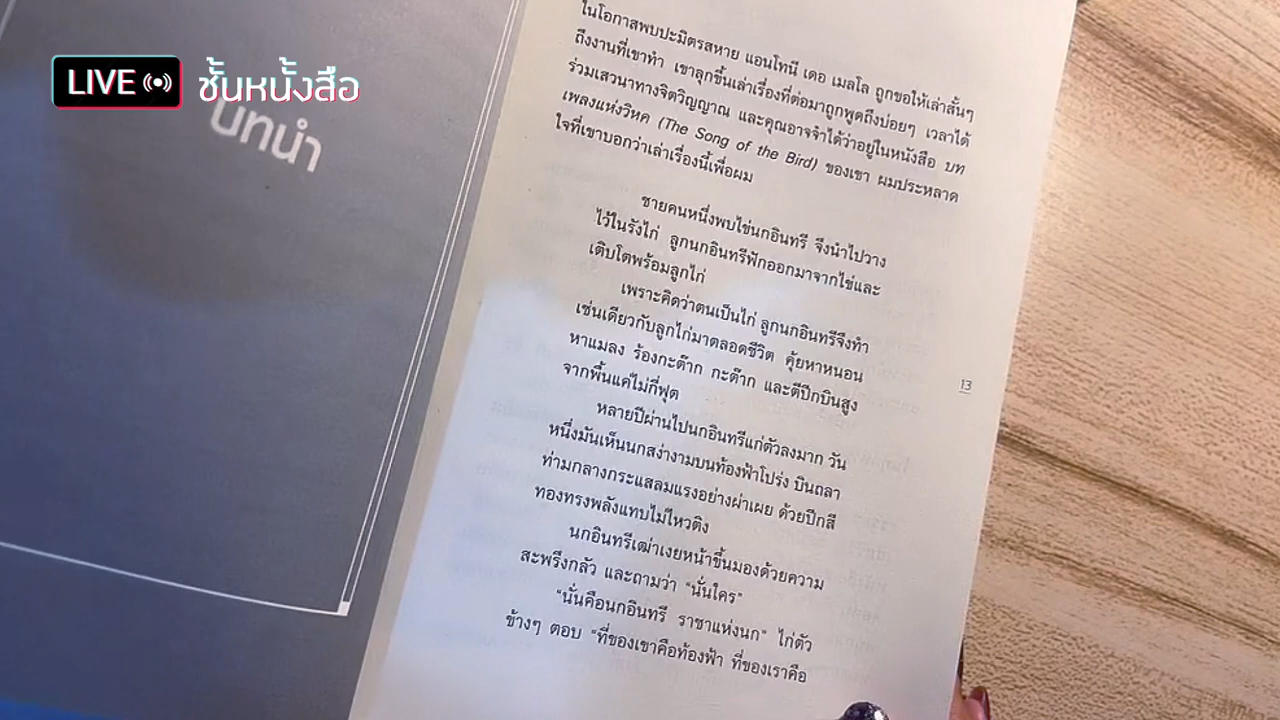 LIVE
ชั้นหนั้งสือ
บทนำ
ในโอกาสพบปะมิตรสหาย แอนโทนี เดอ เมลโล ถูกขอให้เล่าสั้นๆ
ถึงงานที่เขาทำ เขาลุกขึ้นเล่าเรื่องที่ต่อมาถูกพูดถึงบ่อยๆ เวลาได้
ร่วมเสวนาทางจิตวิญญาณ และคุณอาจจำได้ว่าอยู่ในหนังสือ บท
เพลงแห่งวิหค (The Song of the Bird) ของเขา ผมประหลาด
ใจที่เขาบอกว่าเล่าเรื่องนี้เพื่อผม
ชายคนหนึ่งพบไข่นกอินทรี จึงนำไปวาง
ไว้ในรังไก่ ลูกนกอินทรีฟักออกมาจากไข่และ
เติบโตพร้อมลูกไก่
เพราะคิดว่าตนเป็นไก่ ลูกนกอินทรีจึงทำ
เช่นเดียวกับลูกไก่มาตลอดชีวิต คุ้ยหาหนอน
หาแมลง ร้องกะต๊าก กะต๊าก และตีปีกบินสูง
จากพื้นแค่ไม่กี่ฟุต
หลายปีผ่านไปนกอินทรีแก่ตัวลงมาก วัน
หนึ่งมันเห็นนกสง่างามบนท้องฟ้าโปร่ง บินถลา
ท่ามกลางกระแสลมแรงอย่างผ่าเผย ด้วยปีกสี
ทองทรงพลังแทบไม่ไหวติง
นกอินทรีเฒ่าเงยหน้าขึ้นมองด้วยความ
สะพรึงกลัว และถามว่า "นั่นใคร"
"นั่นคือนกอินทรี ราชาแห่งนก" ไก่ตัว
ข้างๆ ตอบ "ที่ของเขาคือท้องฟ้า ที่ของเราคือ
13